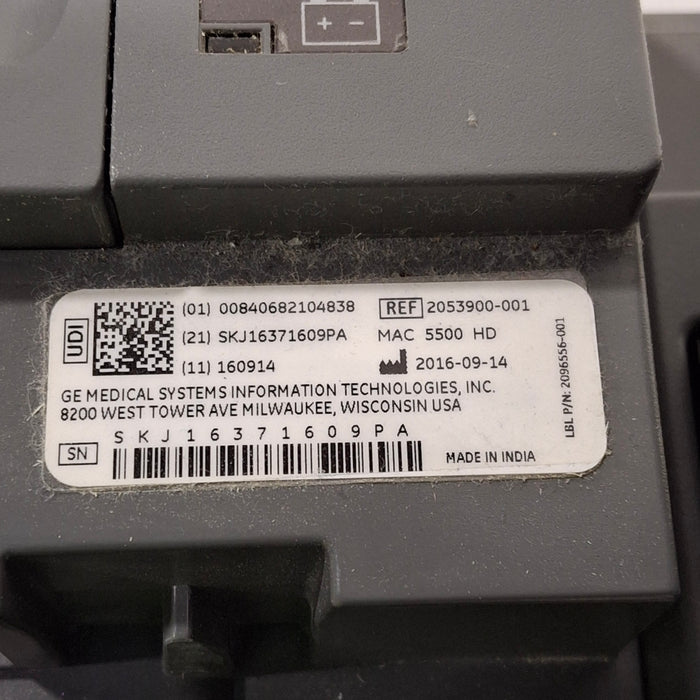 UDI
(01) 00840682104838
REF 2053900-001
(21) SKJ16371609PA
MAC 5500 HD
(11) 160914
2016-09-14
GE MEDICAL SYSTEMS INFORMATION TECHNOLOGIES, INC.
8200 WEST TOWER AVE MILWAUKEE, WISCONSIN USA
SN
SKJ16371609PA
MADE IN INDIA
LBL P/N: 2096556-001